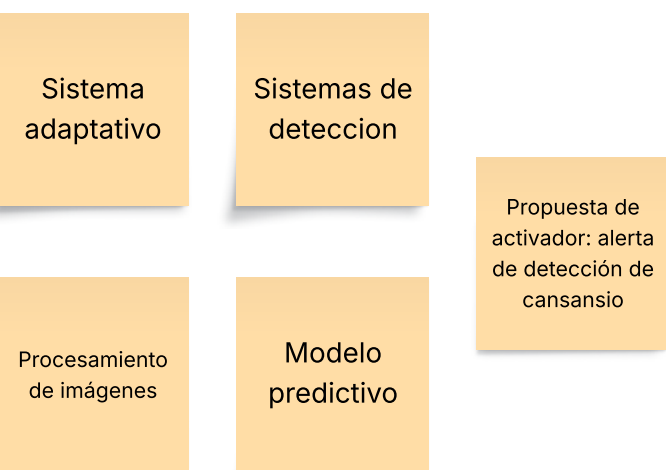 Sistema
adaptativo
Sistemas de
deteccion
Propuesta de
activador: alerta
de detección de
cansansio
Procesamiento
de imágenes
Modelo
predictivo